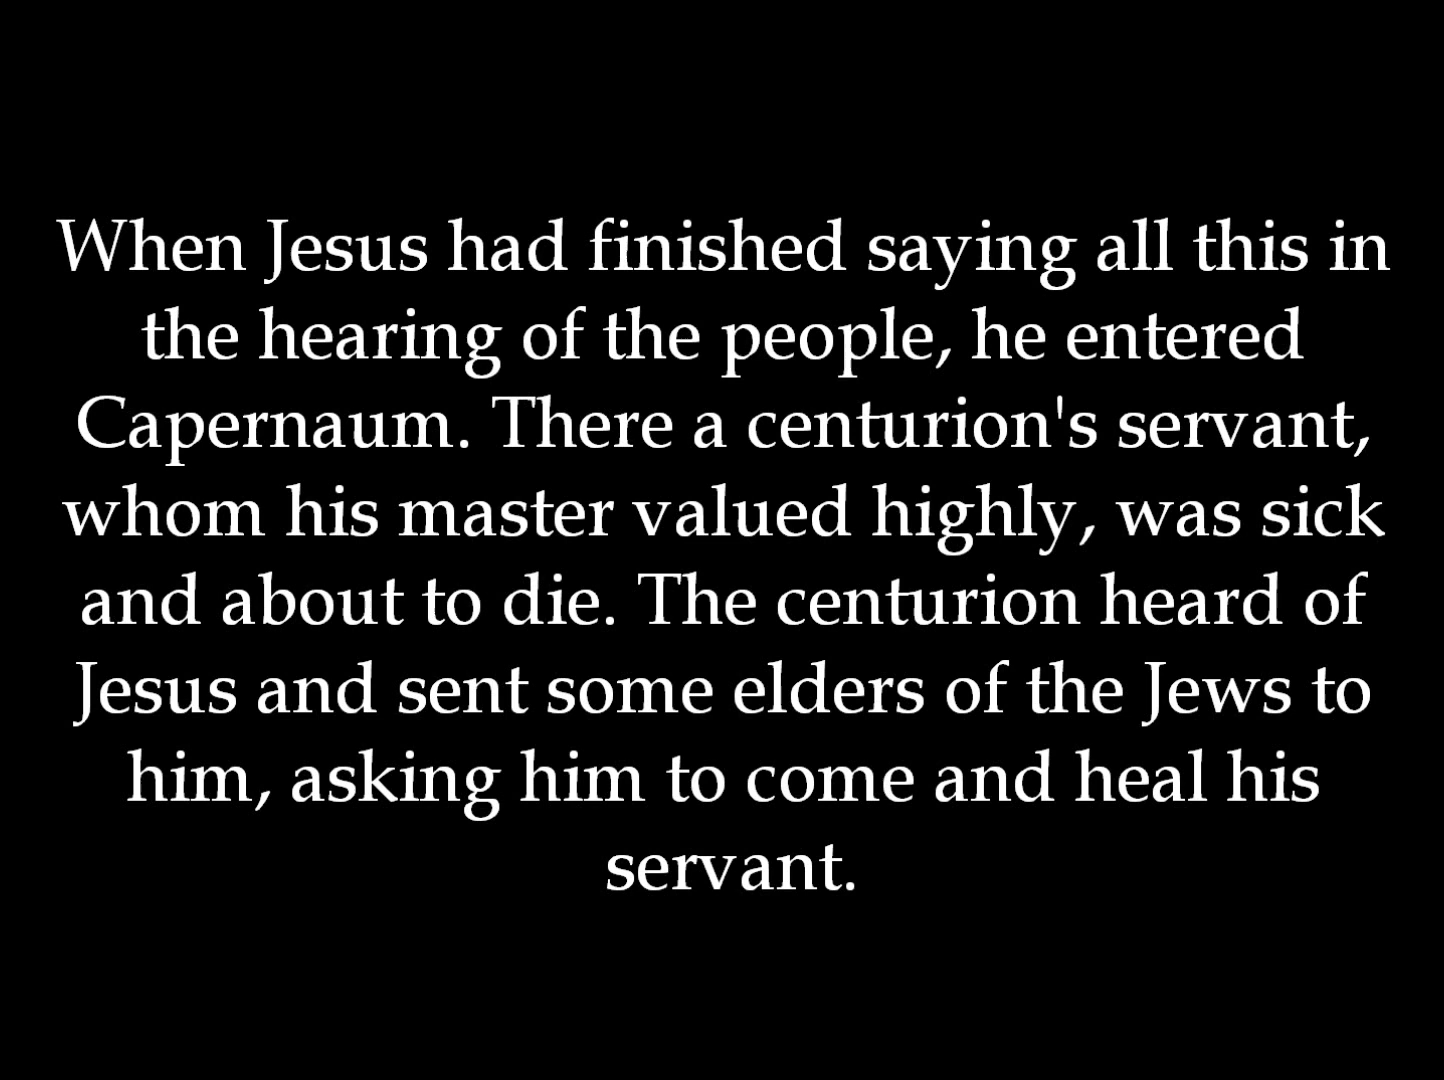 When Jesus had finished saying all this in
the hearing of the people, he entered
Capernaum. There a centurion's servant,
whom his master valued highly, was sick
and about to die. The centurion heard of
Jesus and sent some elders of the Jews to
him, asking him to come and heal his
servant.